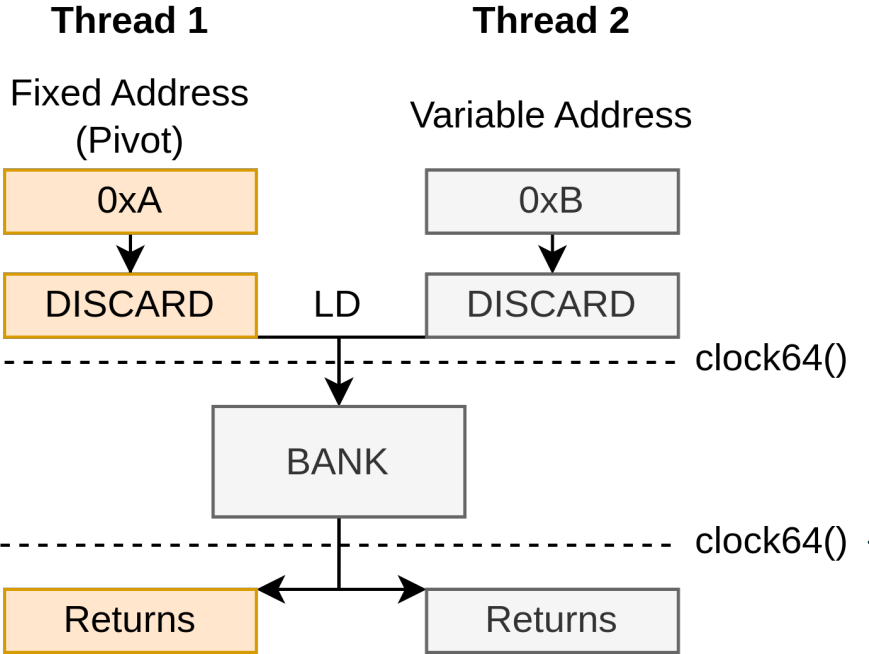 Thread 1
Thread 2
Fixed Address
(Pivot)
Variable Address
0xA
0xB
DISCARD
LD
DISCARD
clock64()
BANK
clock64()
Returns
Returns